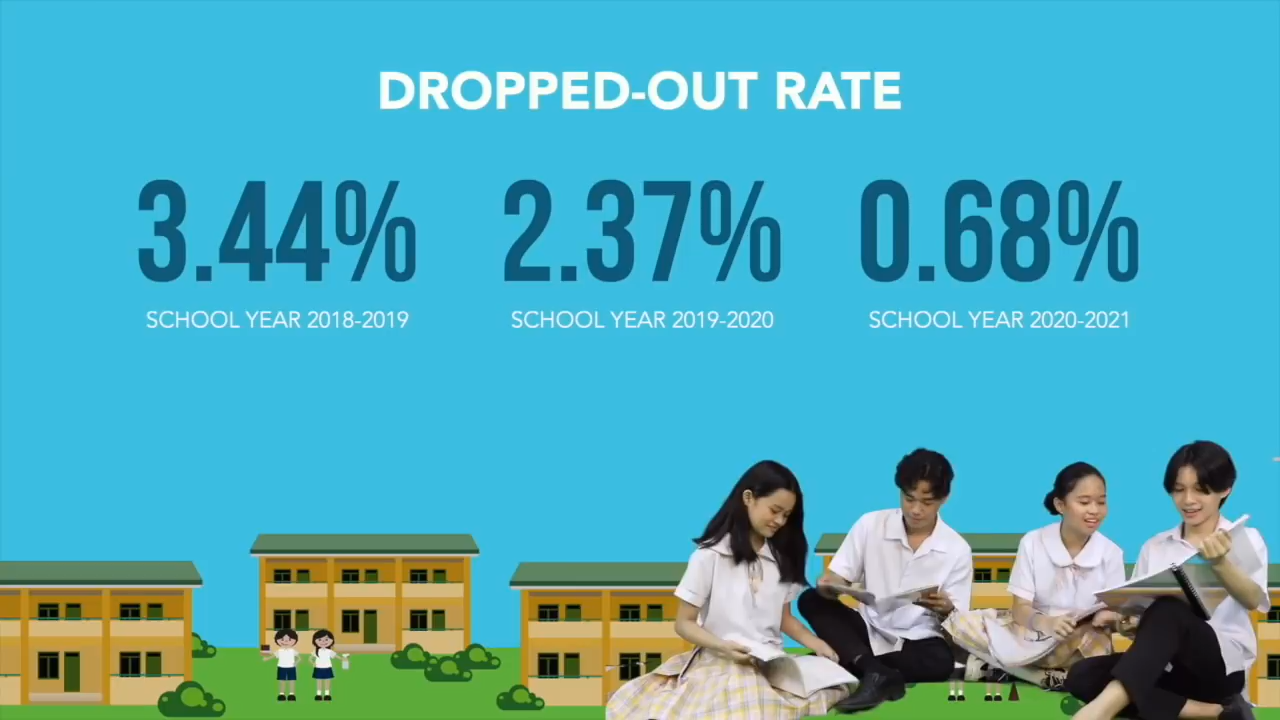 DROPPED-OUT RATE
3.44% 2.37% 0.68%
SCHOOL YEAR 2018-2019 SCHOOL YEAR 2019-2020 SCHOOL YEAR 2020-2021